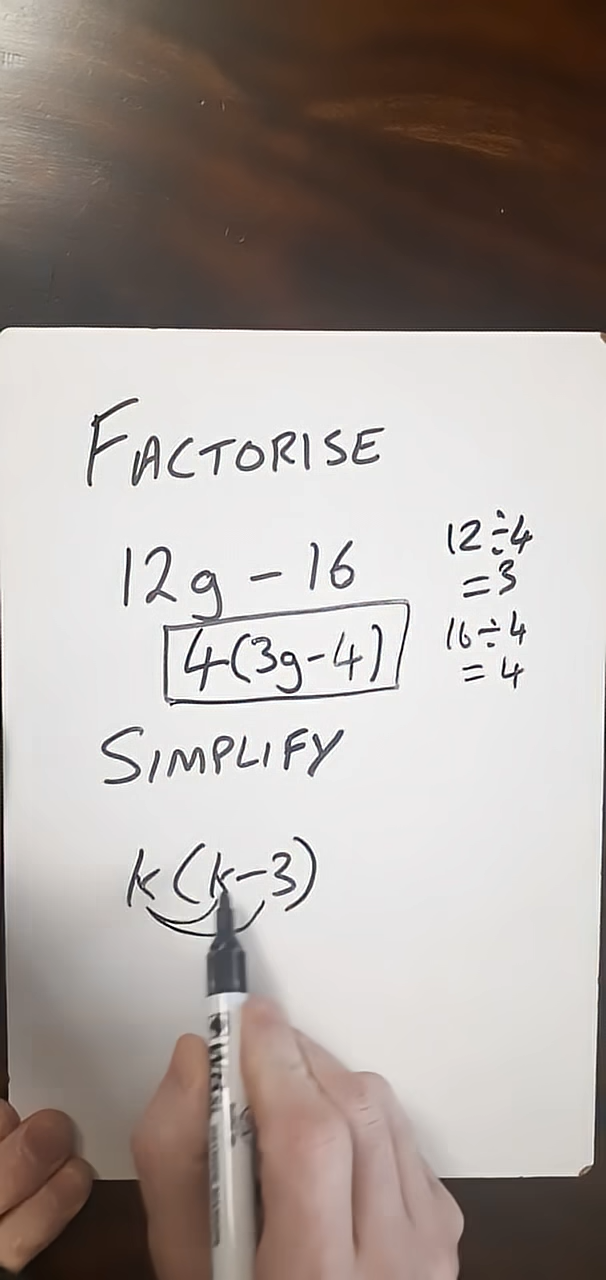 FACTORISE
12g - 16
4(3g-4)
12÷4
=3
16÷4
= 4
SIMPLIFY
k(k-3)